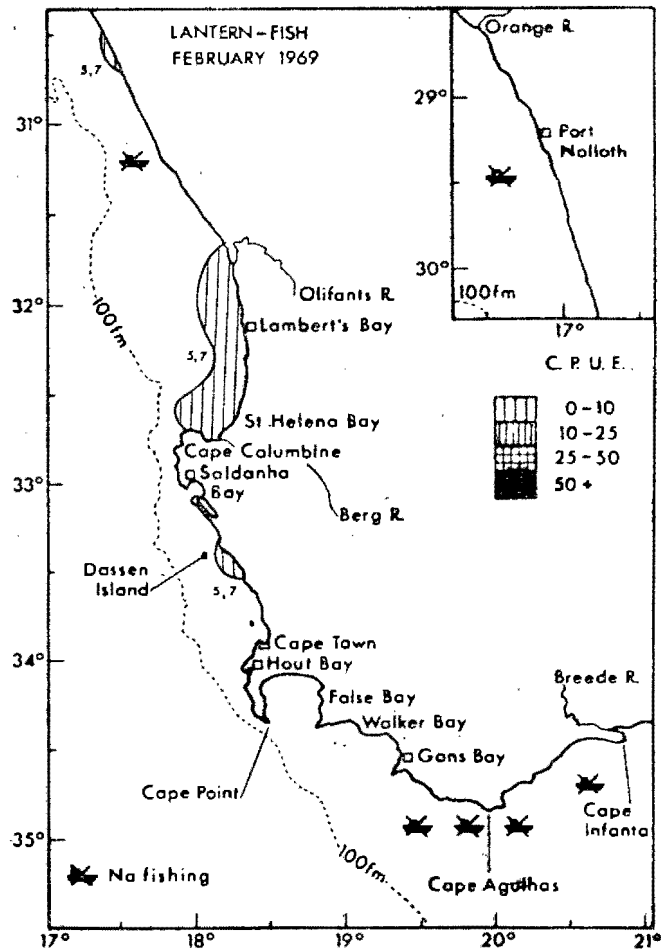 LANTERN-FISH
FEBRUARY 1969
5,7
31°
100fm
32°
Olifants R.
Lambert's Bay
5,7
St. Helena Bay
Cape Columbine
Saldanha
Bay
33°
Berg R.
Dassen
Island
5,7
Cape Town
34°
Hout Bay
False Bay
Walker Bay
Breede R.
Gans Bay
Cape Point
Cape
Infanta
35°
100fm
No fishing
Cape Agulhas
17°
18°
19°
20°
21°
Orange R.
29°
Port
Nolloth
30°
100fm
17°
C. P. U. E.
0-10
10-25
25-50
50+